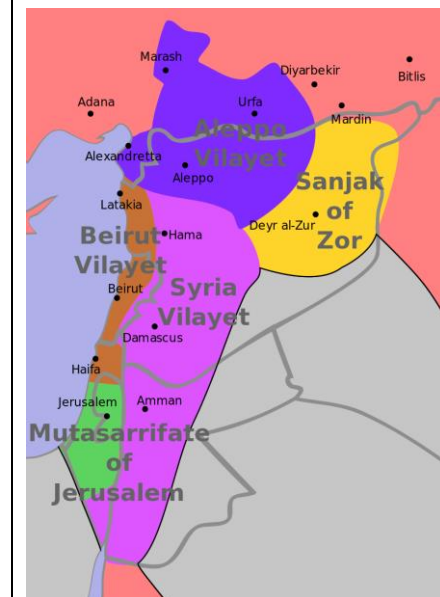 Marash
Diyarbekir
Bitlis
Adana
Urfa
Mardin
Aleppo
Vilayet
Alexandretta
Aleppo
Sanjak
of
Zor
Latakia
Deyr al-Zur
Beirut
Vilayet
Hama
Syria
Vilayet
Beirut
Damascus
Haifa
Jerusalem
Amman
Mutasarrifate
of
Jerusalem